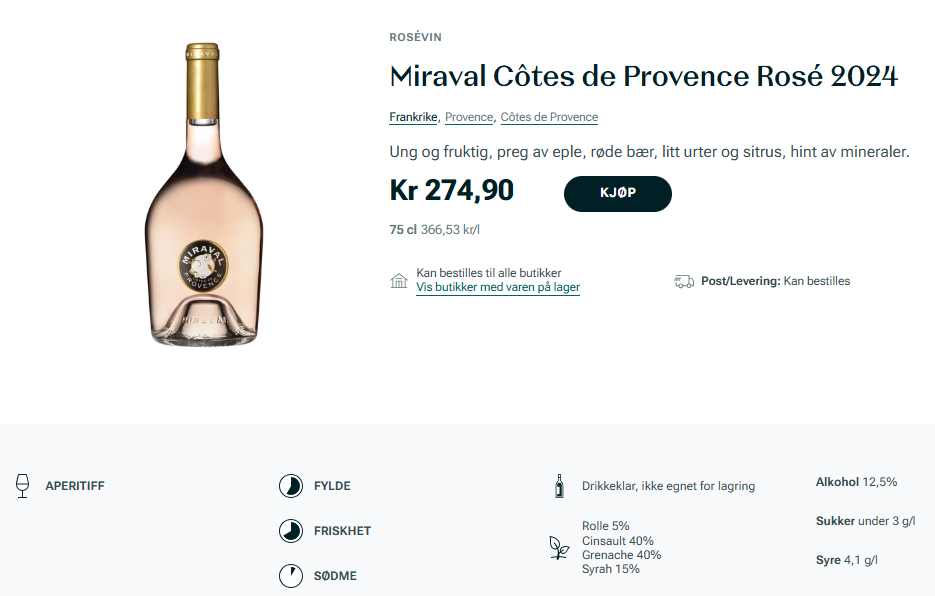 ROSÉVIN
Miraval Côtes de Provence Rosé 2024
Frankrike, Provence, Côtes de Provence
Ung og fruktig, preg av eple, røde bær, litt urter og sitrus, hint av mineraler.
Kr 274,90
KJØP
75 cl 366,53 kr/l
Kan bestilles til alle butikker
Vis butikker med varen på lager
Post/Levering: Kan bestilles
MIRAVAL
MIRAVAL
PROVENCE
MIRAVAL
APERITIFF
FYLDE
FRISKHET
SØDME
Drikkeklar, ikke egnet for lagring
Rolle 5%
Cinsault 40%
Grenache 40%
Syrah 15%
Alkohol 12,5%
Sukker under 3 g/l
Syre 4,1 g/l